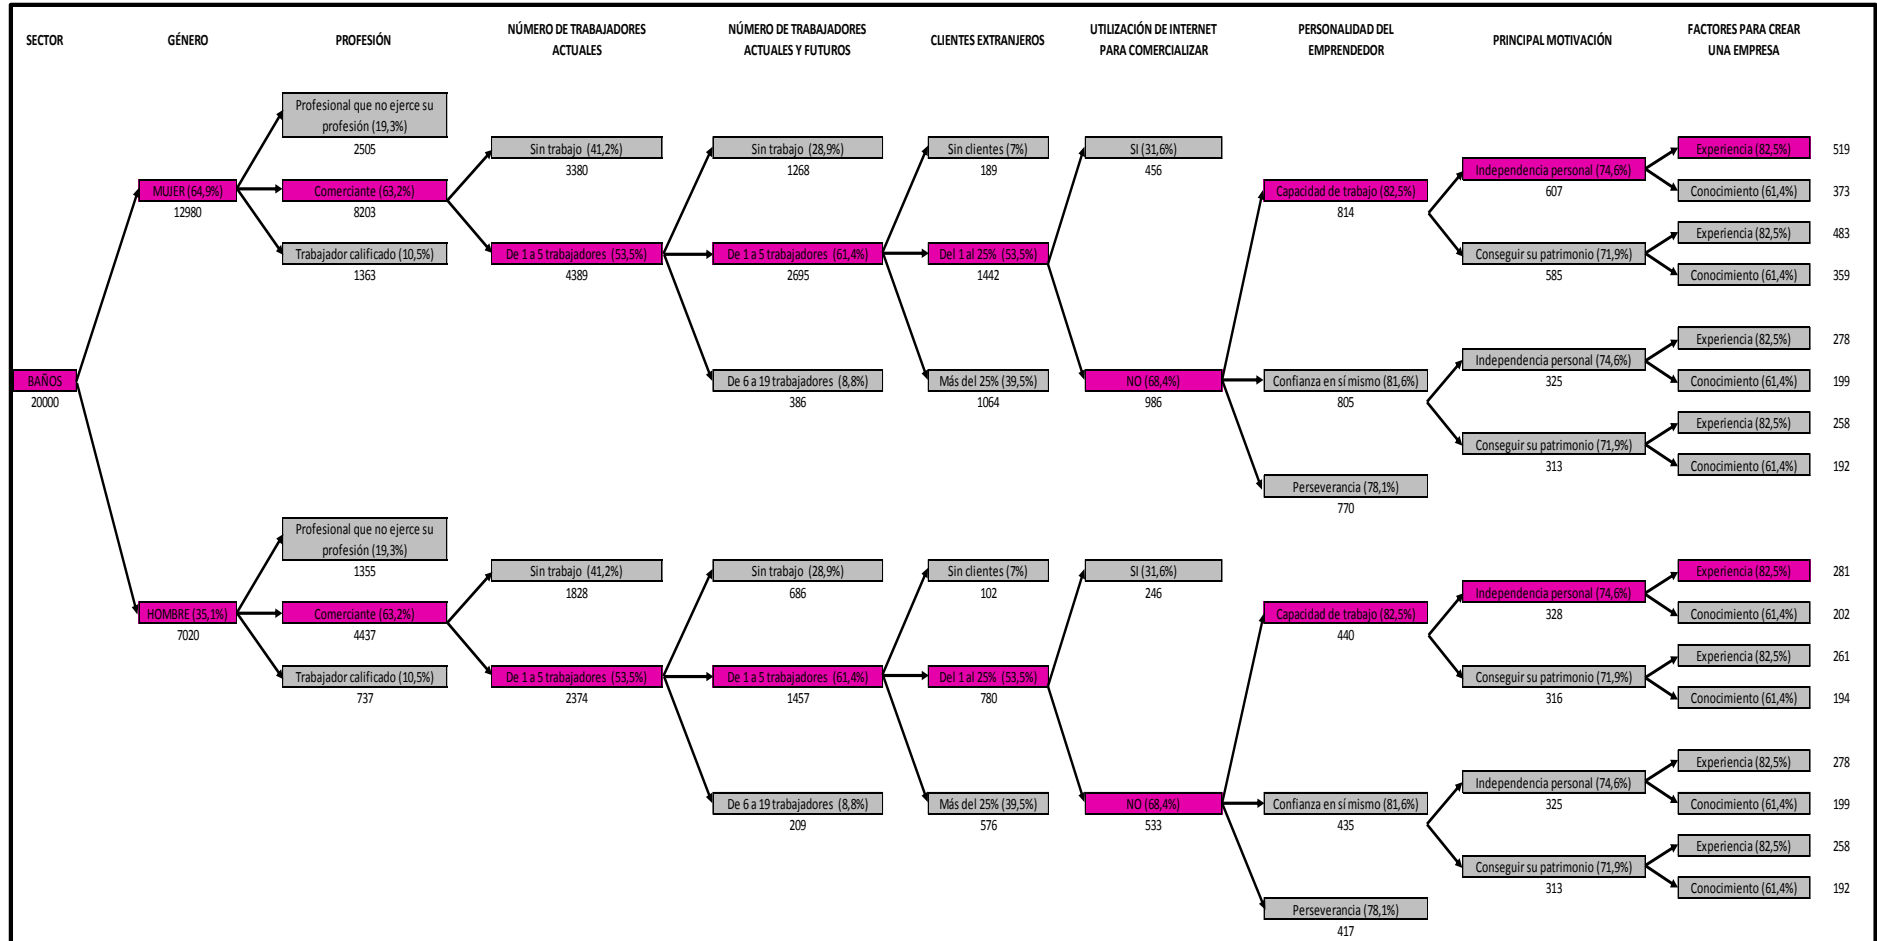 SECTOR
GÉNERO
PROFESIÓN
NÚMERO DE TRABAJADORES
ACTUALES
NÚMERO DE TRABAJADORES
ACTUALES Y FUTUROS
CLIENTES EXTRANJEROS
UTILIZACIÓN DE INTERNET
PARA COMERCIALIZAR
PERSONALIDAD DEL
EMPRENDEDOR
PRINCIPAL MOTIVACIÓN
FACTORES PARA CREAR
UNA EMPRESA
BAÑOS
20000
MUJER (64,9%)
12980
Profesional que no ejerce su
profesión (19,3%)
2505
Comerciante (63,2%)
8203
Trabajador calificado (10,5%)
1363
Sin trabajo (41,2%)
3380
De 1 a 5 trabajadores (53,5%)
4389
Sin trabajo (28,9%)
1268
De 1 a 5 trabajadores (61,4%)
2695
De 6 a 19 trabajadores (8,8%)
386
Sin clientes (7%)
189
Del 1 al 25% (53,5%)
1442
Más del 25% (39,5%)
1064
SI (31,6%)
456
NO (68,4%)
986
Capacidad de trabajo (82,5%)
814
Confianza en sí mismo (81,6%)
805
Perseverancia (78,1%)
770
Independencia personal (74,6%)
607
Conseguir su patrimonio (71,9%)
585
Independencia personal (74,6%)
325
Conseguir su patrimonio (71,9%)
313
Experiencia (82,5%) 519
Conocimiento (61,4%) 373
Experiencia (82,5%) 483
Conocimiento (61,4%) 359
Experiencia (82,5%) 278
Conocimiento (61,4%) 199
Experiencia (82,5%) 258
Conocimiento (61,4%) 192
HOMBRE (35,1%)
7020
Profesional que no ejerce su
profesión (19,3%)
1355
Comerciante (63,2%)
4437
Trabajador calificado (10,5%)
737
Sin trabajo (41,2%)
1828
De 1 a 5 trabajadores (53,5%)
2374
Sin trabajo (28,9%)
686
De 1 a 5 trabajadores (61,4%)
1457
De 6 a 19 trabajadores (8,8%)
209
Sin clientes (7%)
102
Del 1 al 25% (53,5%)
780
Más del 25% (39,5%)
576
SI (31,6%)
246
NO (68,4%)
533
Capacidad de trabajo (82,5%)
440
Confianza en sí mismo (81,6%)
435
Perseverancia (78,1%)
417
Independencia personal (74,6%)
328
Conseguir su patrimonio (71,9%)
316
Independencia personal (74,6%)
325
Conseguir su patrimonio (71,9%)
313
Experiencia (82,5%) 281
Conocimiento (61,4%) 202
Experiencia (82,5%) 261
Conocimiento (61,4%) 194
Experiencia (82,5%) 278
Conocimiento (61,4%) 199
Experiencia (82,5%) 258
Conocimiento (61,4%) 192